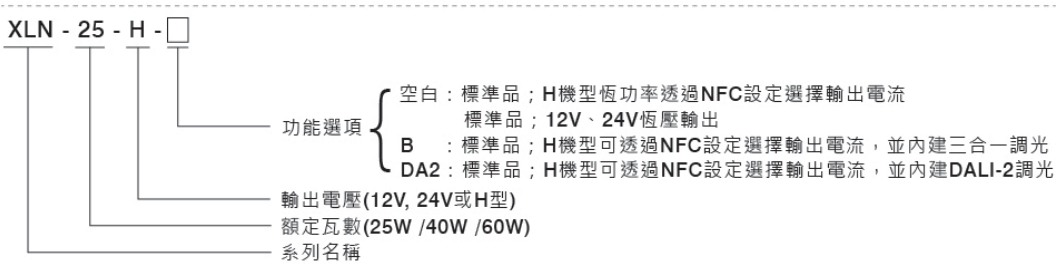 XLN - 25 - H - □
空白：標準品；H機型恆功率透過NFC設定選擇輸出電流
標準品；12V、24V恆壓輸出
功能選項
B ：標準品；H機型可透過NFC設定選擇輸出電流，並內建三合一調光
DA2：標準品；H機型可透過NFC設定選擇輸出電流，並內建DALI-2調光
輸出電壓(12V, 24V或H型)
額定瓦數(25W /40W /60W)
系列名稱